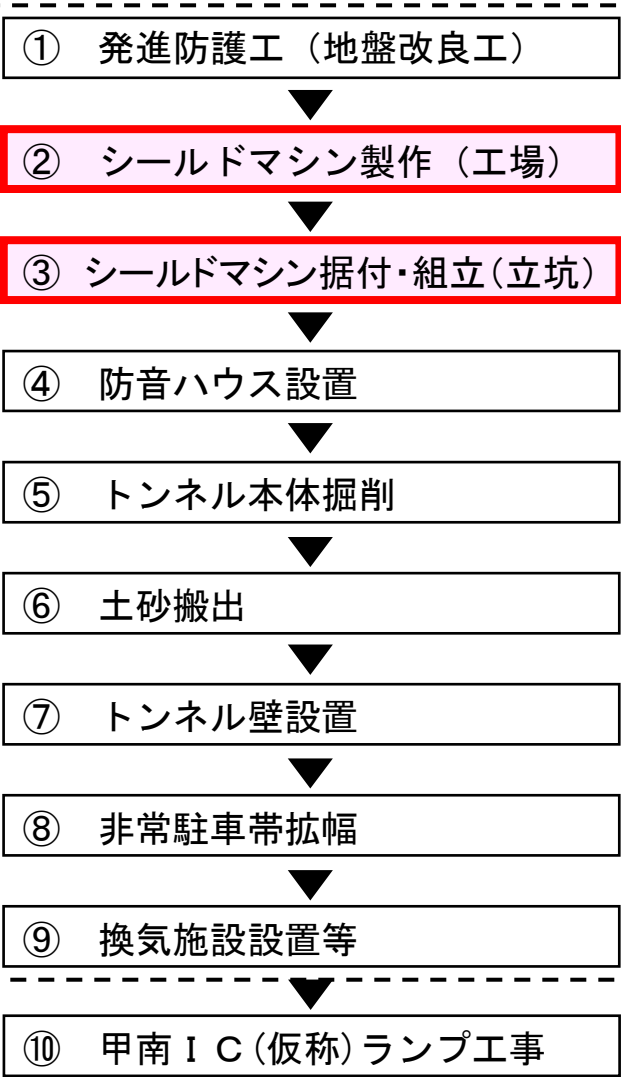 ① 発進防護工（地盤改良工）
② シールドマシン製作（工場）
③ シールドマシン据付・組立(立坑)
④ 防音ハウス設置
⑤ トンネル本体掘削
⑥ 土砂搬出
⑦ トンネル壁設置
⑧ 非常駐車帯拡幅
⑨ 換気施設設置等
⑩ 甲南ＩＣ(仮称)ランプ工事